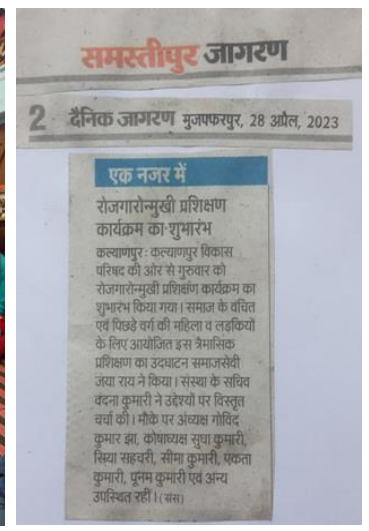 समस्तीपुर जागरण
2 दैनिक जागरण मुजफ्फरपुर, 28 अप्रैल, 2023
एक नजर में
रोजगारोन्मुखी प्रशिक्षण
कार्यक्रम का शुभारंभ
कल्याणपुर : कल्याणपुर विकास
परिषद की ओर से गुरुवार को
रोजगारोन्मुखी प्रशिक्षण कार्यक्रम का
शुभारंभ किया गया। समाज के वंचित
एवं पिछड़े वर्ग की महिला व लड़कियों
के लिए आयोजित इस त्रैमासिक
प्रशिक्षण का उदघाटन समाजसेवी
जया राय ने किया। संस्था के सचिव
वंदना कुमारी ने उद्देश्यों पर विस्तृत
चर्चा की। मौके पर अध्यक्ष गोविंद
कुमार झा, कोषाध्यक्ष सुधा कुमारी,
सिया सहचरी, सीमा कुमारी, एकता
कुमारी, पूनम कुमारी एवं अन्य
उपस्थित रहीं। (संस)